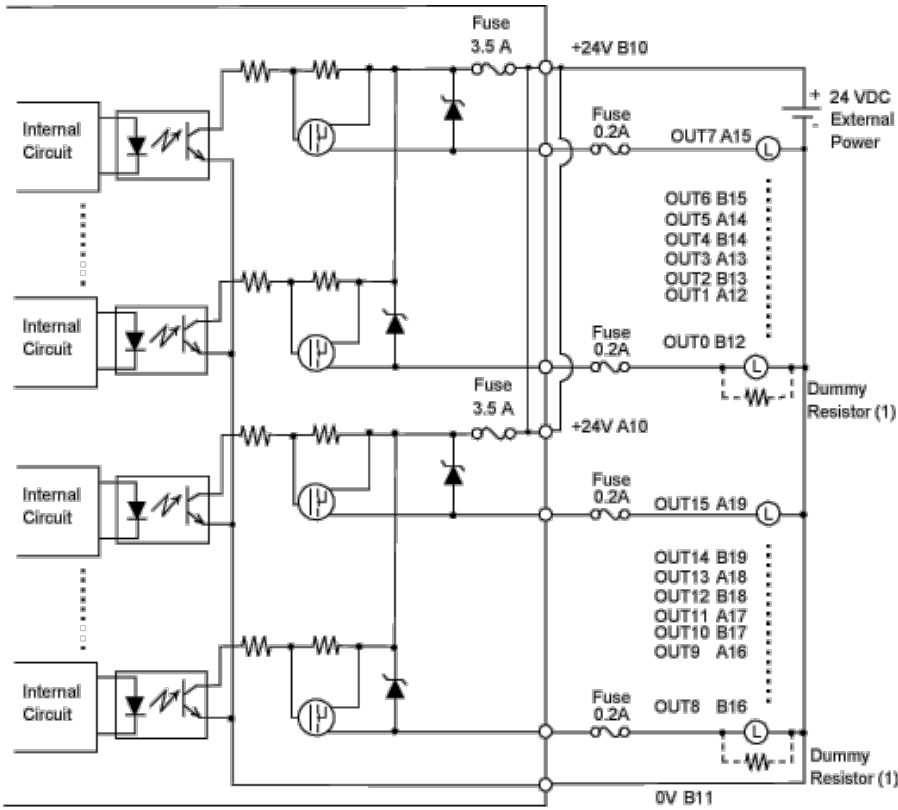 Fuse
3.5 A
+24V B10
+ 24 VDC
- External
Power
Internal
Circuit
Fuse
0.2A
OUT7 A15
L
OUT6 B15
OUT5 A14
OUT4 B14
OUT3 A13
OUT2 B13
OUT1 A12
Internal
Circuit
Fuse
0.2A
OUT0 B12
L
Dummy
Resistor (1)
Fuse
3.5 A
+24V A10
Internal
Circuit
Fuse
0.2A
OUT15 A19
L
OUT14 B19
OUT13 A18
OUT12 B18
OUT11 A17
OUT10 B17
OUT9 A16
Internal
Circuit
Fuse
0.2A
OUT8 B16
L
Dummy
Resistor (1)
0V B11